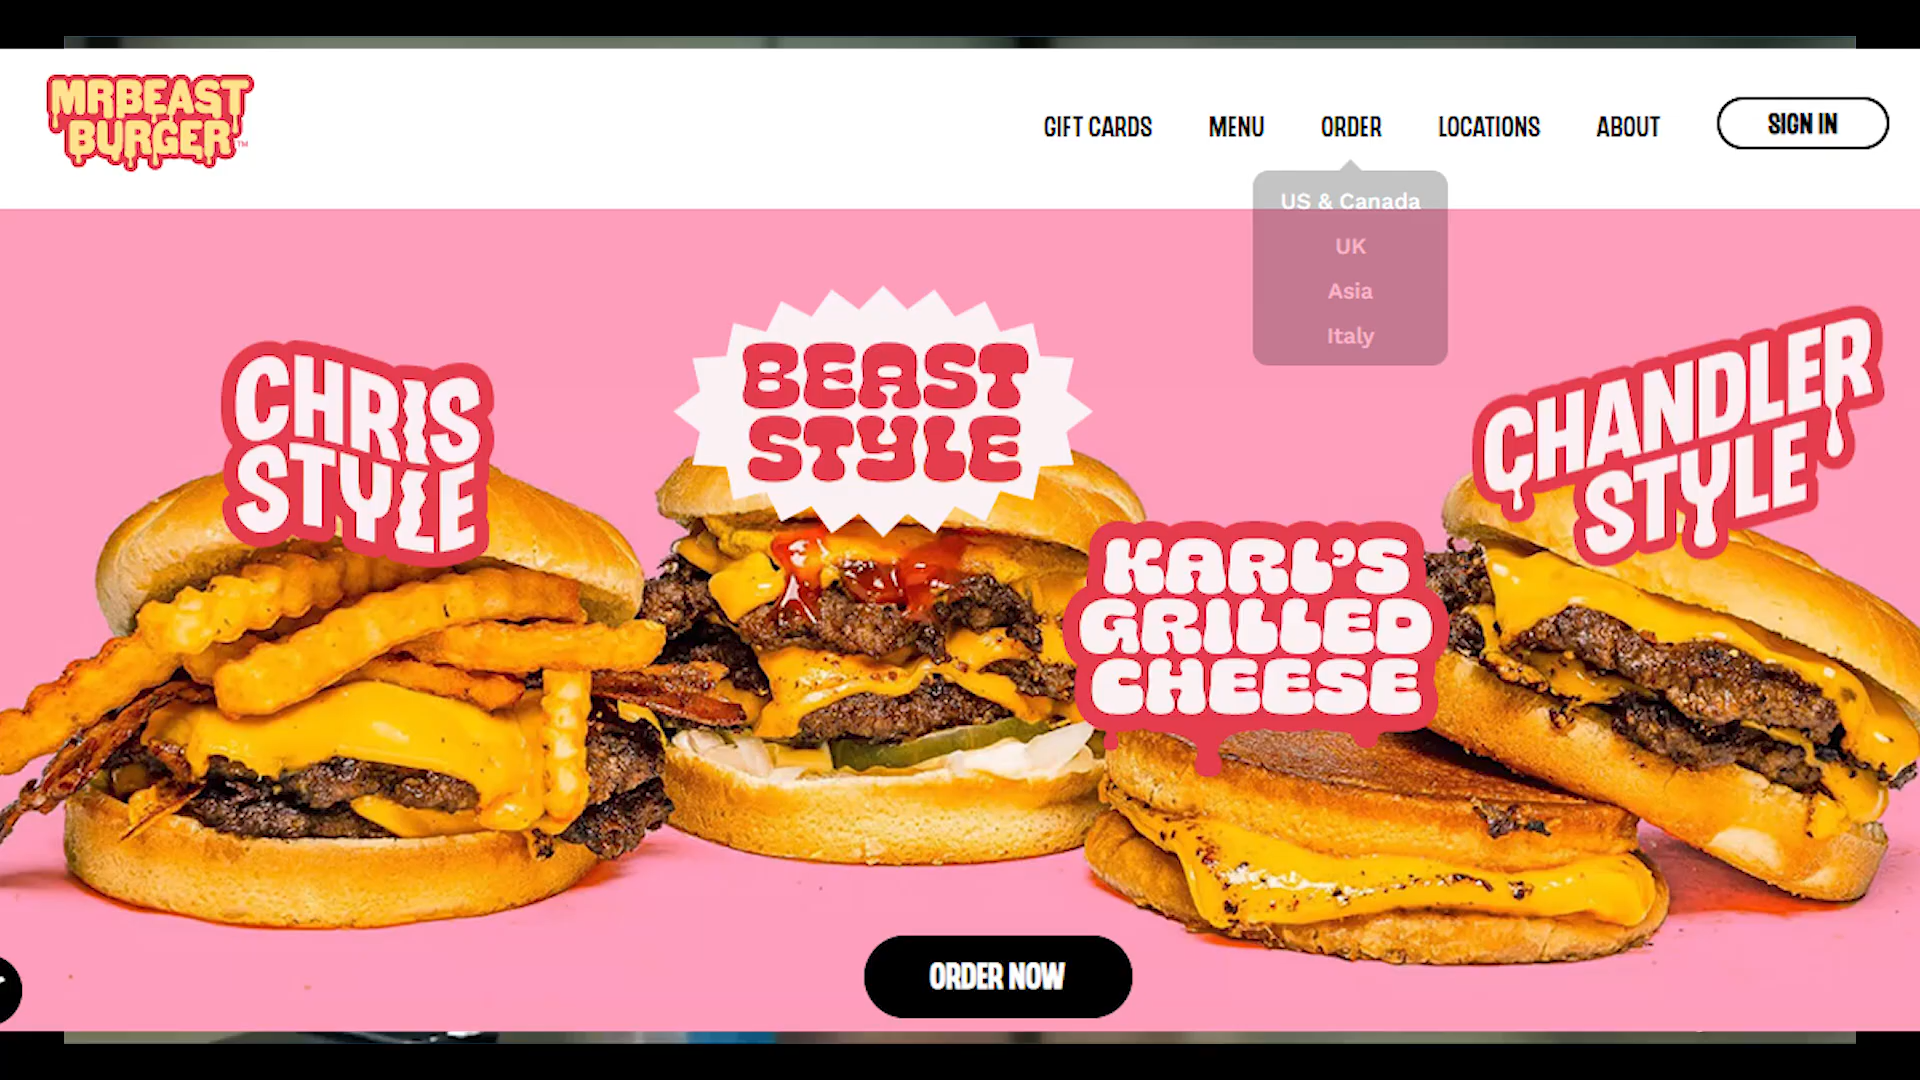 MRBEAST
BURGER™
GIFT CARDS
MENU
ORDER
LOCATIONS
ABOUT
SIGN IN
US & Canada
UK
Asia
Italy
CHRIS
STYLE
BEAST
STYLE
KARL'S
GRILLED
CHEESE
CHANDLER
STYLE
ORDER NOW